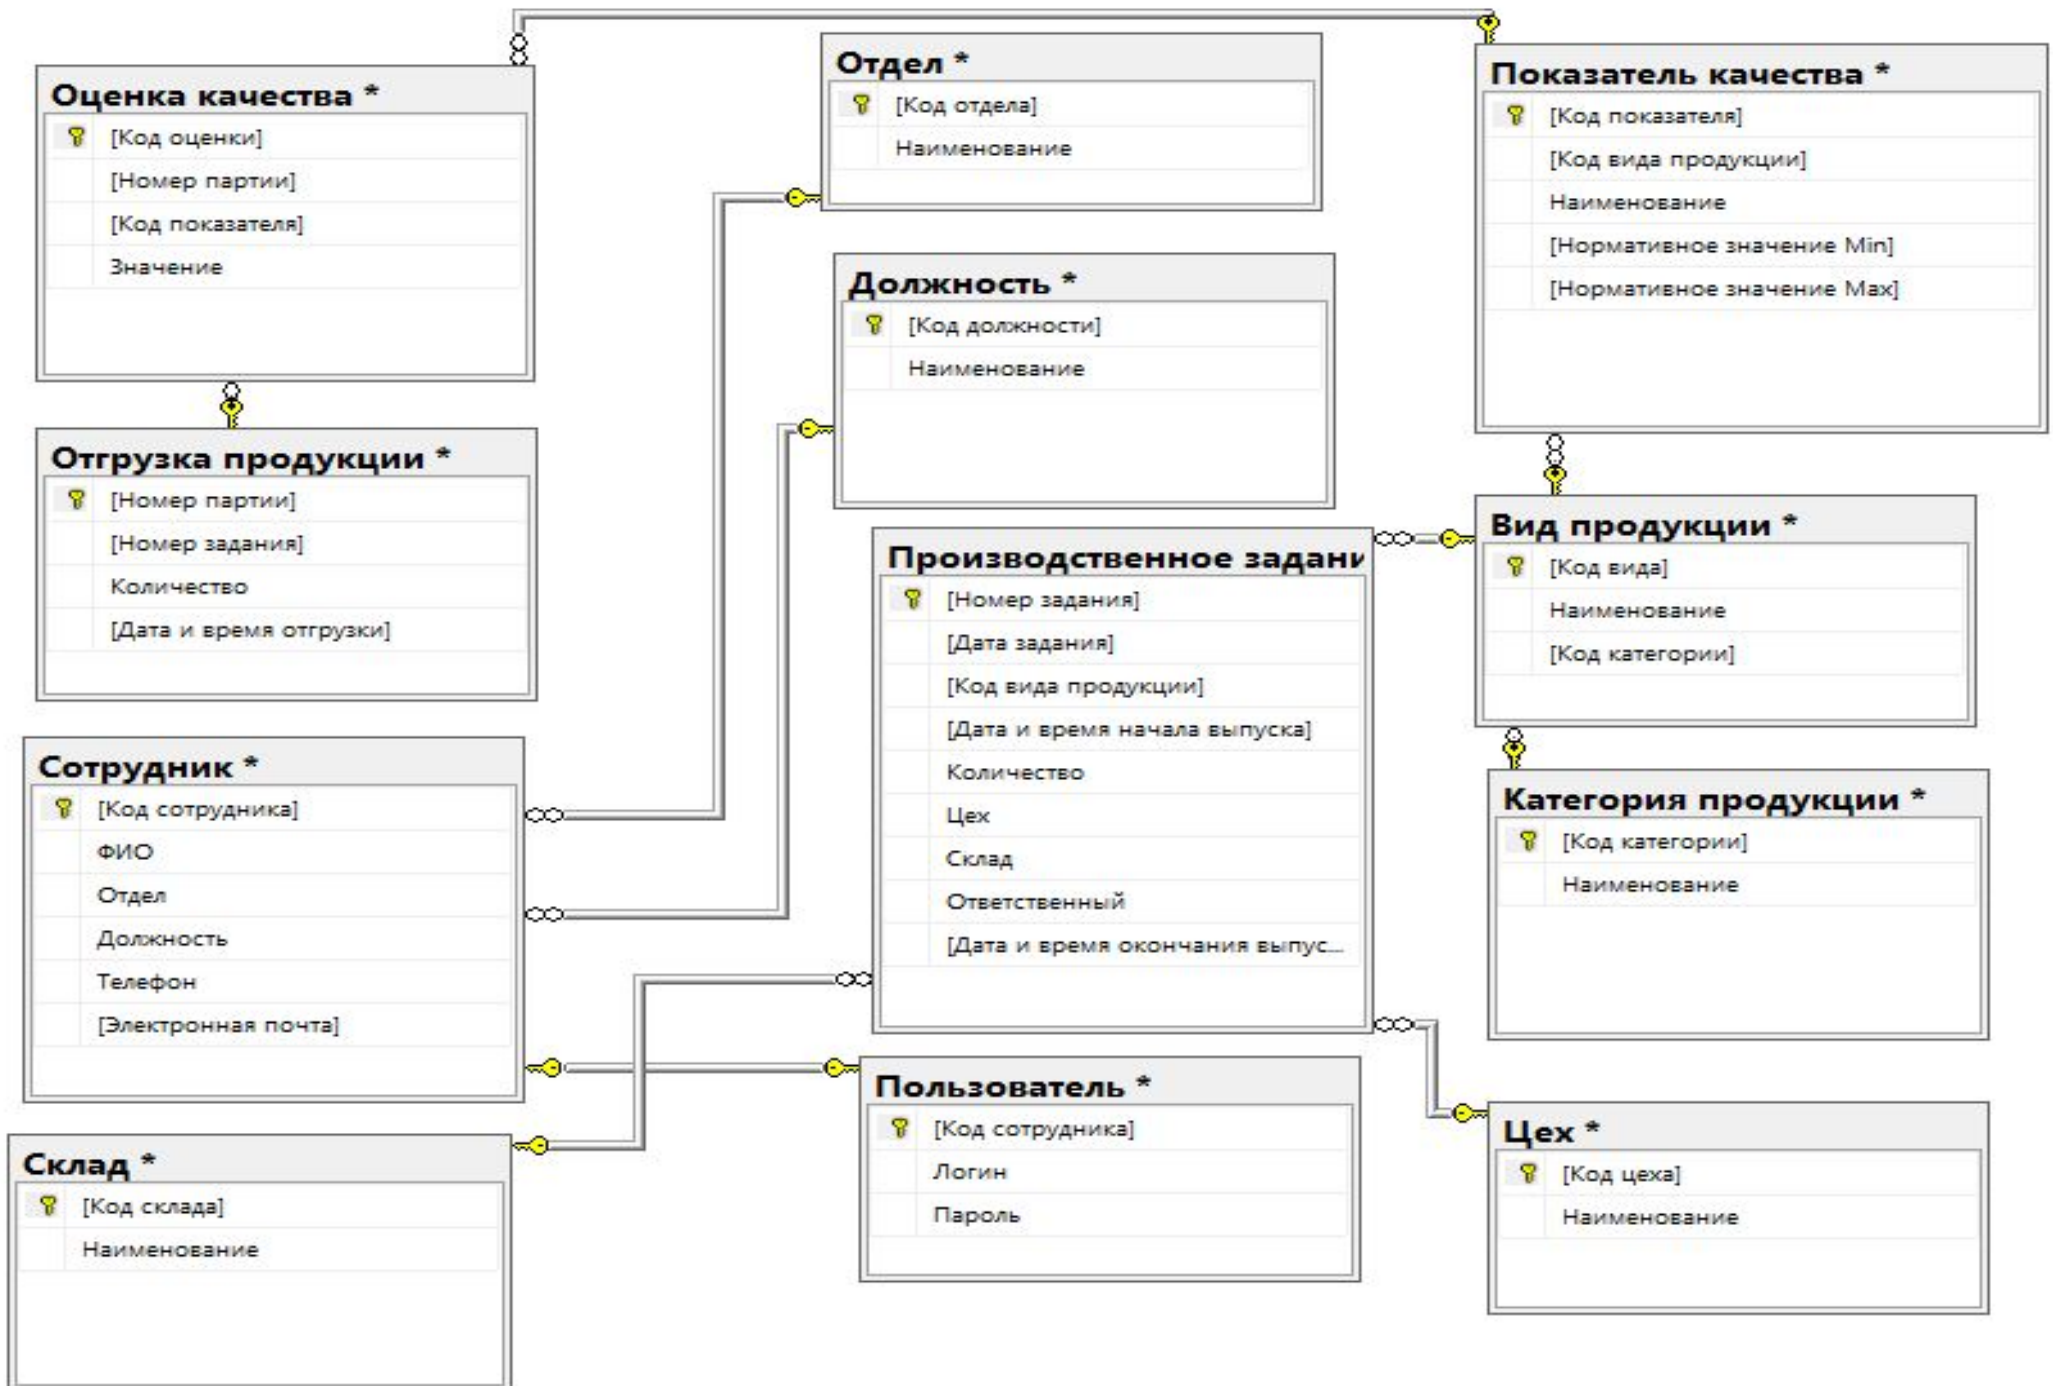 Оценка качества *
[Код оценки]
[Номер партии]
[Код показателя]
Значение
Отдел *
[Код отдела]
Наименование
Показатель качества *
[Код показателя]
[Код вида продукции]
Наименование
[Нормативное значение Min]
[Нормативное значение Max]
Должность *
[Код должности]
Наименование
Отгрузка продукции *
[Номер партии]
[Номер задания]
Количество
[Дата и время отгрузки]
Производственное задани
[Номер задания]
[Дата задания]
[Код вида продукции]
[Дата и время начала выпуска]
Количество
Цех
Склад
Ответственный
[Дата и время окончания выпус...
Вид продукции *
[Код вида]
Наименование
[Код категории]
Сотрудник *
[Код сотрудника]
ФИО
Отдел
Должность
Телефон
[Электронная почта]
Категория продукции *
[Код категории]
Наименование
Пользователь *
[Код сотрудника]
Логин
Пароль
Цех *
[Код цеха]
Наименование
Склад *
[Код склада]
Наименование